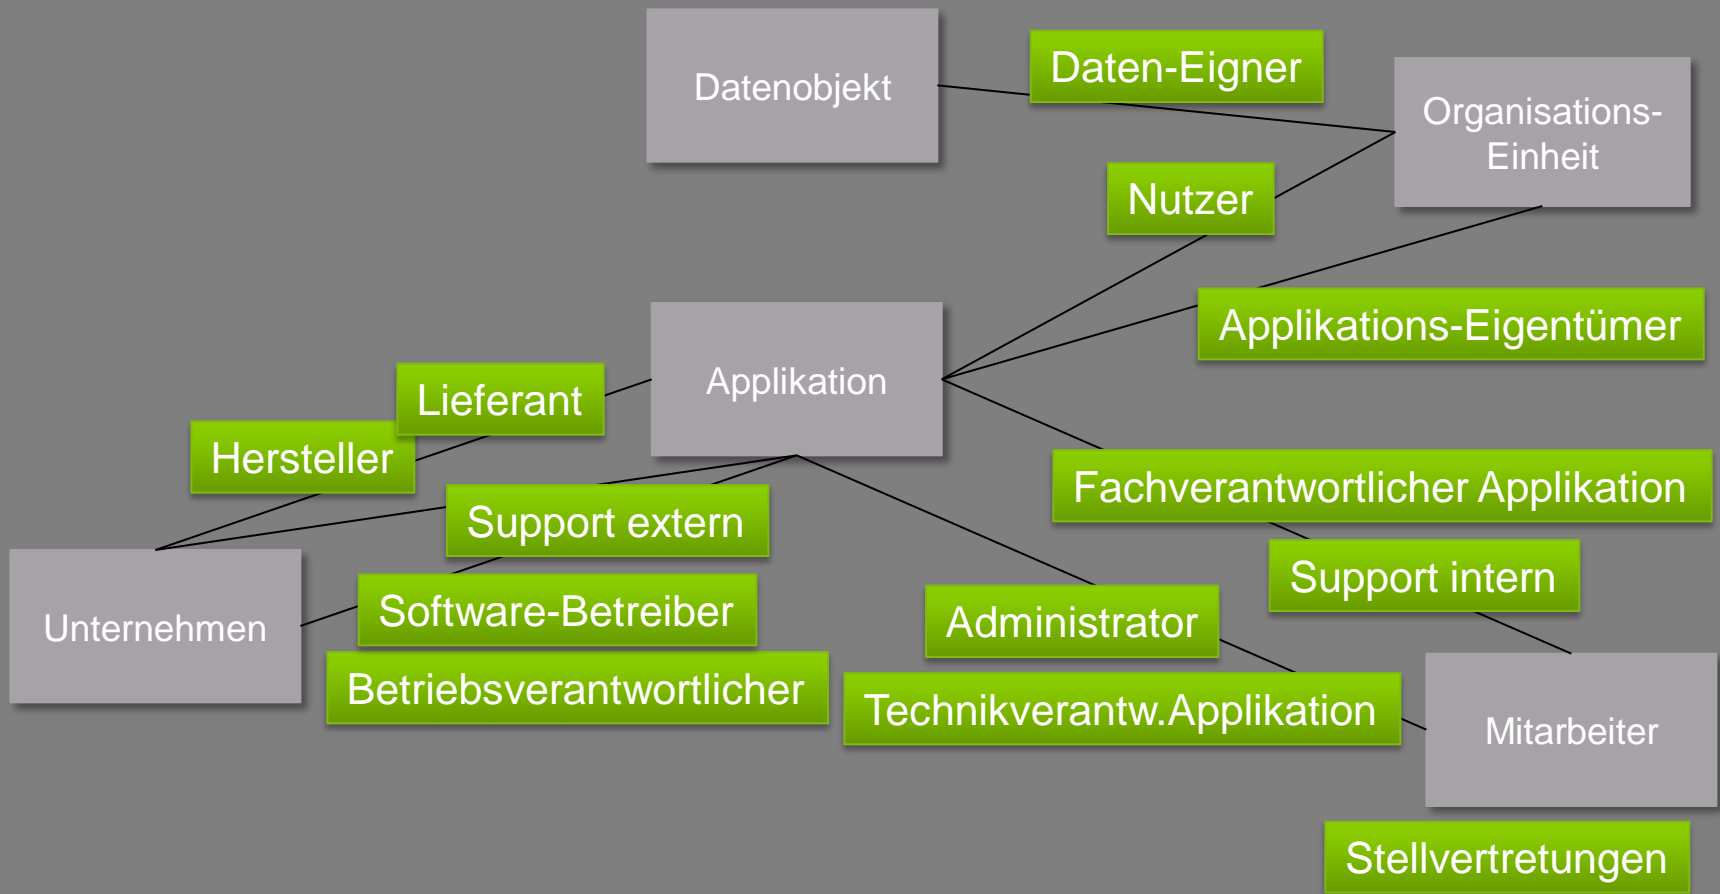 Datenobjekt
Daten-Eigner
Organisations-
Einheit
Nutzer
Applikations-Eigentümer
Applikation
Lieferant
Hersteller
Fachverantwortlicher Applikation
Support extern
Support intern
Unternehmen
Software-Betreiber
Administrator
Betriebsverantwortlicher
Technikverantw.Applikation
Mitarbeiter
Stellvertretungen